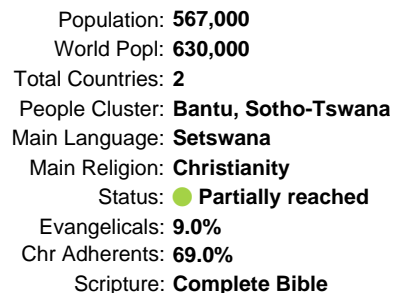 Population: 567,000
World Popl: 630,000
Total Countries: 2
People Cluster: Bantu, Sotho-Tswana
Main Language: Setswana
Main Religion: Christianity
Status: Partially reached
Evangelicals: 9.0%
Chr Adherents: 69.0%
Scripture: Complete Bible